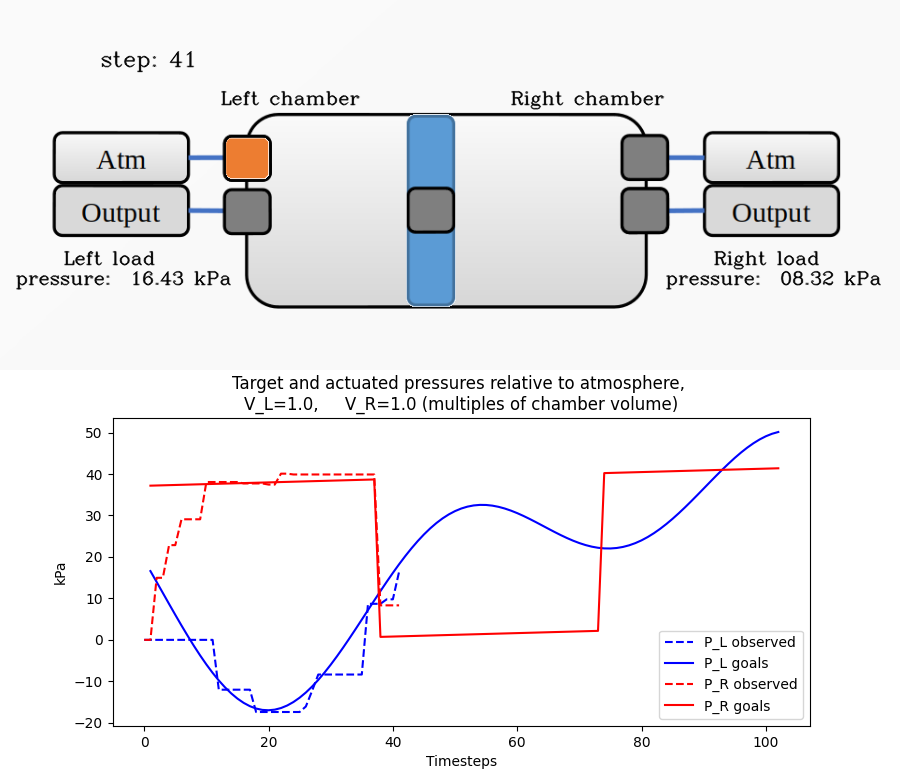 step: 41
Left chamber
Right chamber
Atm
Atm
Output
Output
Left load
pressure: 16.43 kPa
Right load
pressure: 08.32 kPa
Target and actuated pressures relative to atmosphere,
V_L=1.0, V_R=1.0 (multiples of chamber volume)
50
40
30
20
10
0
−10
−20
kPa
P_L observed
P_L goals
P_R observed
P_R goals
0 20 40 60 80 100
Timesteps